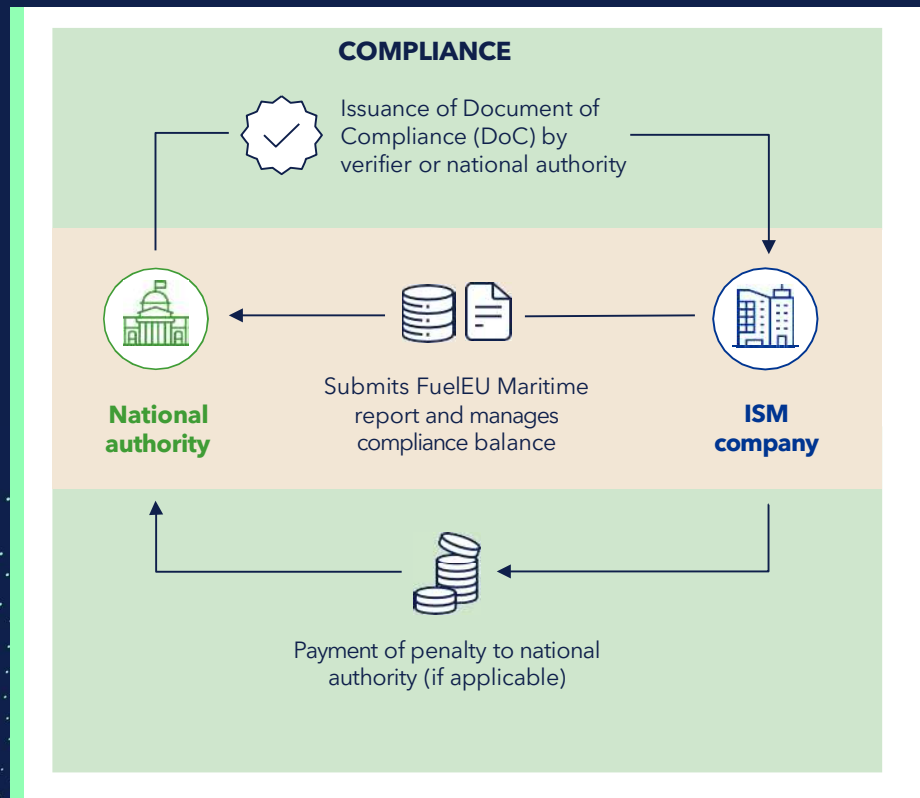 COMPLIANCE
Issuance of Document of
Compliance (DoC) by
verifier or national authority
Submits FuelEU Maritime
report and manages
compliance balance
National
authority
ISM
company
Payment of penalty to national
authority (if applicable)